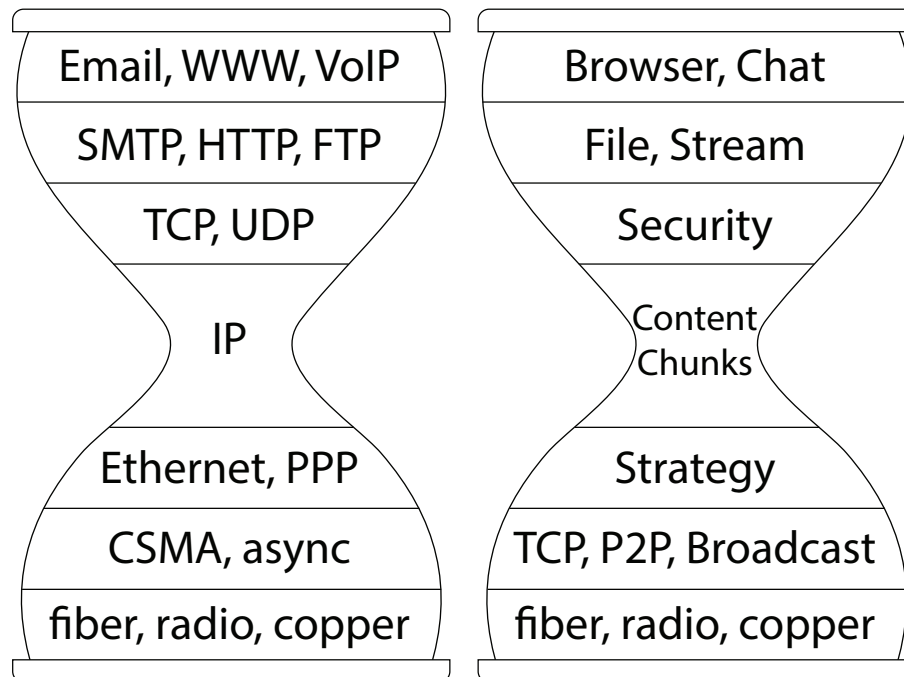 Email, WWW, VoIP
SMTP, HTTP, FTP
TCP, UDP
IP
Ethernet, PPP
CSMA, async
fiber, radio, copper
Browser, Chat
File, Stream
Security
Content
Chunks
Strategy
TCP, P2P, Broadcast
fiber, radio, copper